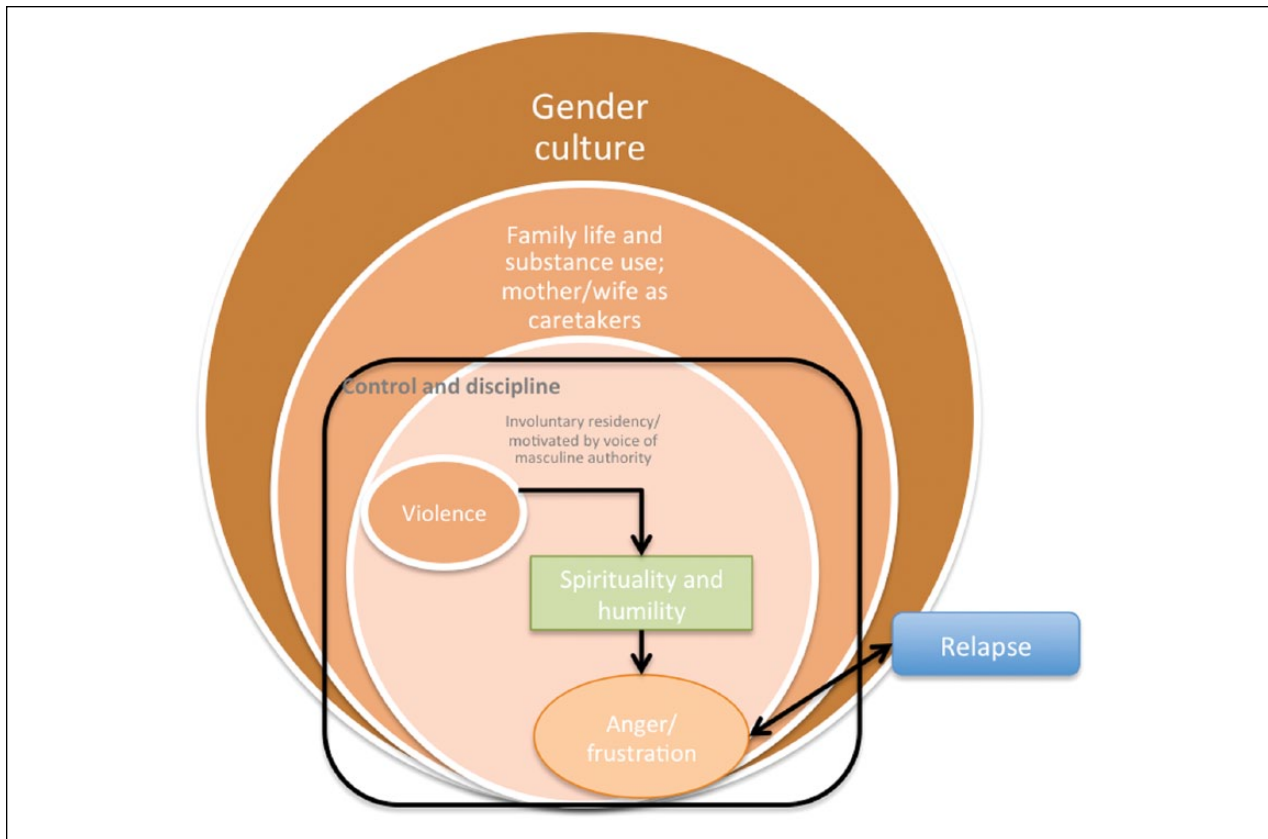 Gender
culture
Family life and
substance use;
mother/wife as
caretakers
Control and discipline
Involuntary residency/
motivated by voice of
masculine authority
Violence
Spirituality and
humility
Relapse
Anger/
frustration